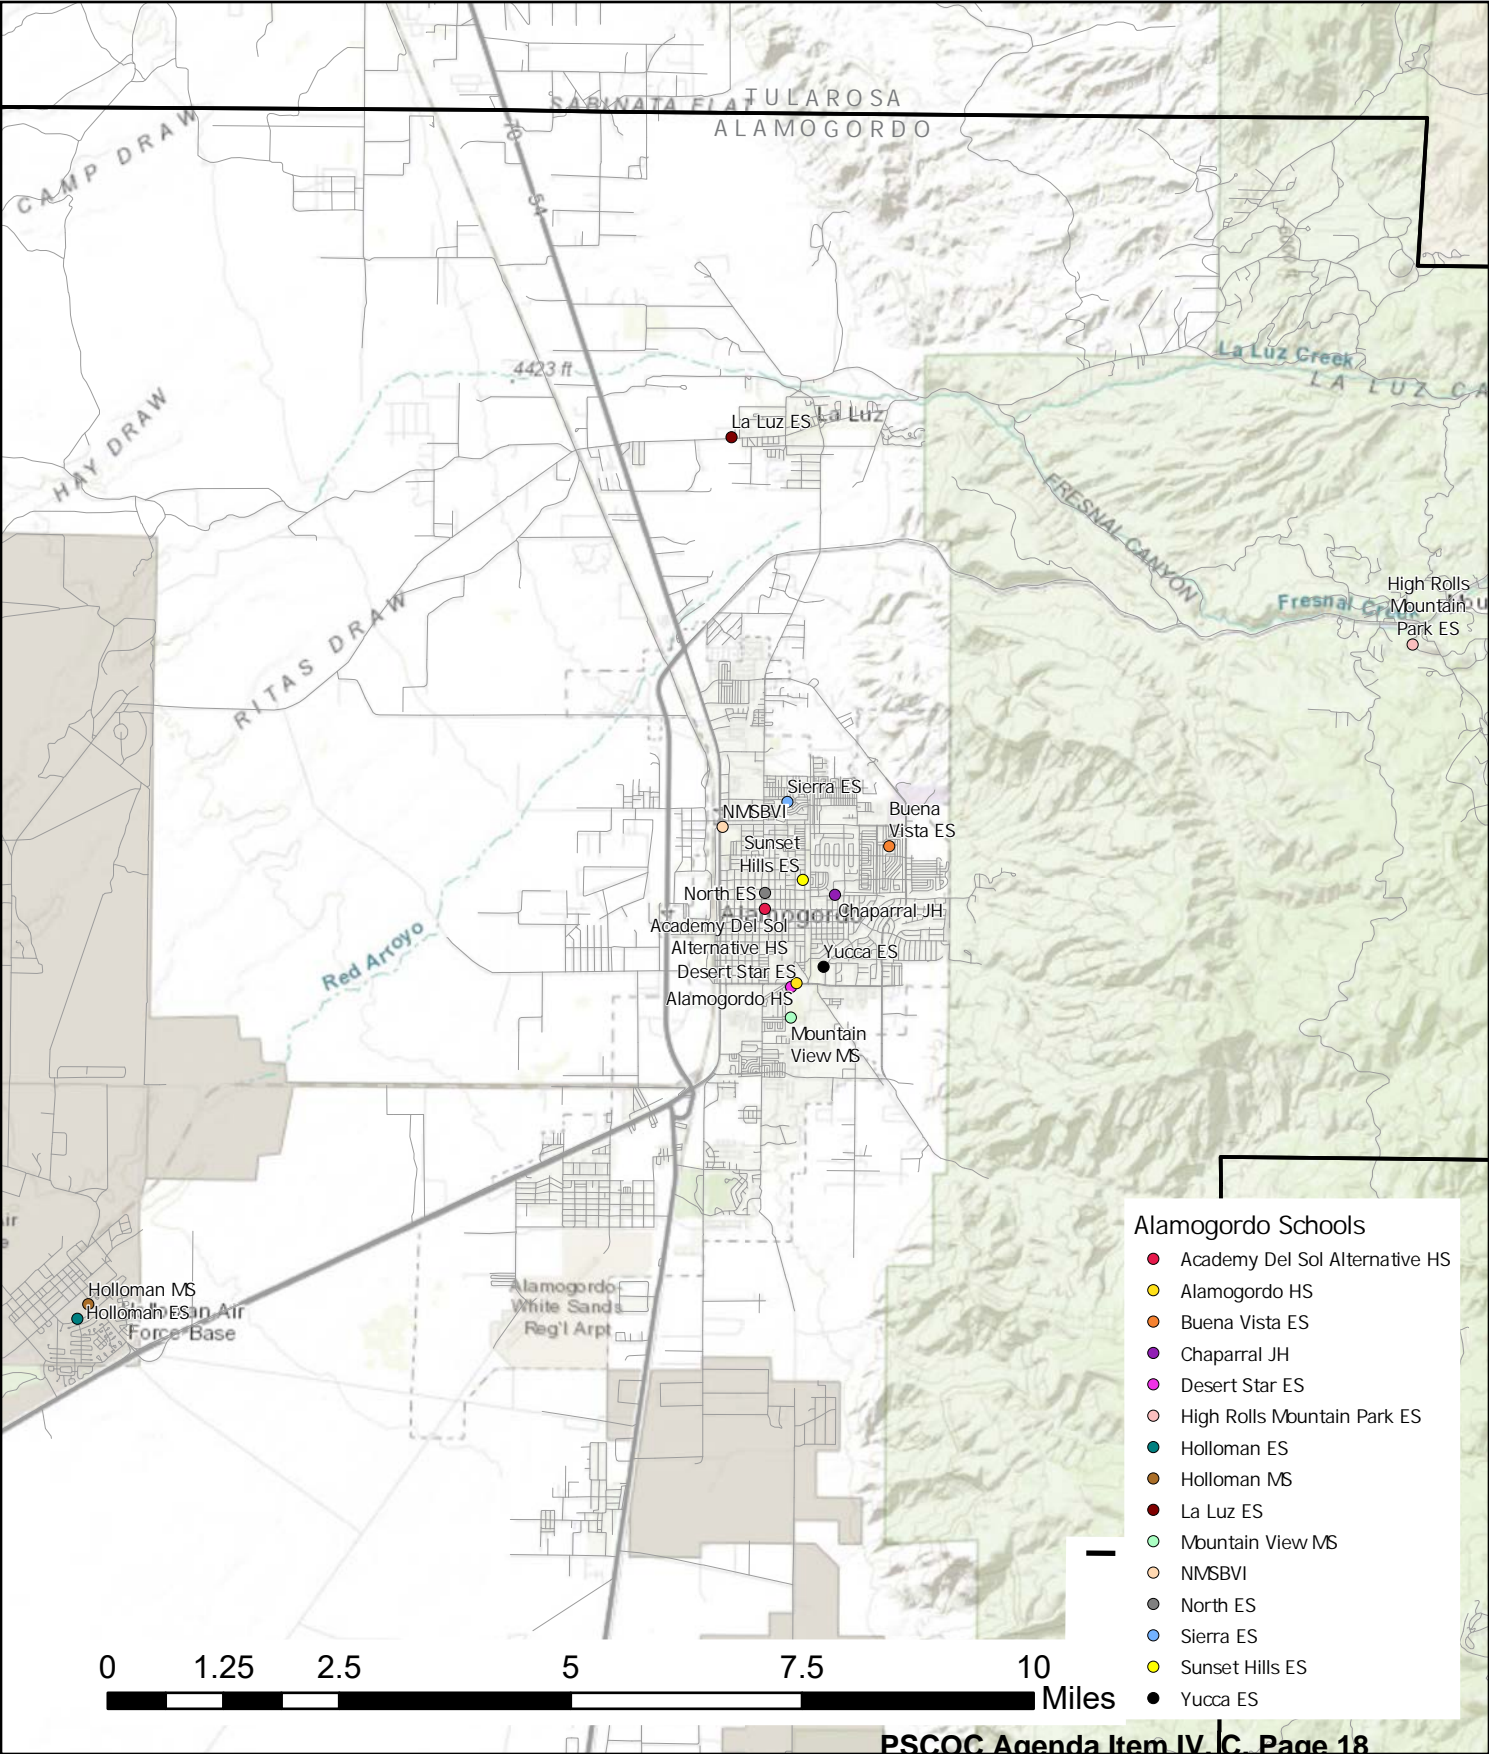 SABINATA FLAT
TULAROSA
ALAMOGORDO
CAMP DRAW
70
54
La Luz Creek
LA LUZ CA
4423 ft
La Luz ES
La Luz
HAY DRAW
FRESNAL CANYON
High Rolls
Mountain
Park ES
Fresnal Creek
Mou
RITAS DRAW
Sierra ES
NMSBVI
Buena
Vista ES
Sunset
Hills ES
North ES
Alamogordo
Chaparral JH
Academy Del Sol
Alternative HS
Yucca ES
Desert Star ES
Alamogordo HS
Red Arroyo
Mountain
View MS
Holloman MS
Holloman ES
Holloman Air
Force Base
Alamogordo-
White Sands
Reg'l Arpt
Alamogordo Schools
Academy Del Sol Alternative HS
Alamogordo HS
Buena Vista ES
Chaparral JH
Desert Star ES
High Rolls Mountain Park ES
Holloman ES
Holloman MS
La Luz ES
Mountain View MS
NMSBVI
North ES
Sierra ES
Sunset Hills ES
Yucca ES
0 1.25 2.5 5 7.5 10
Miles
PSCOC Agenda Item IV. C. Page 18